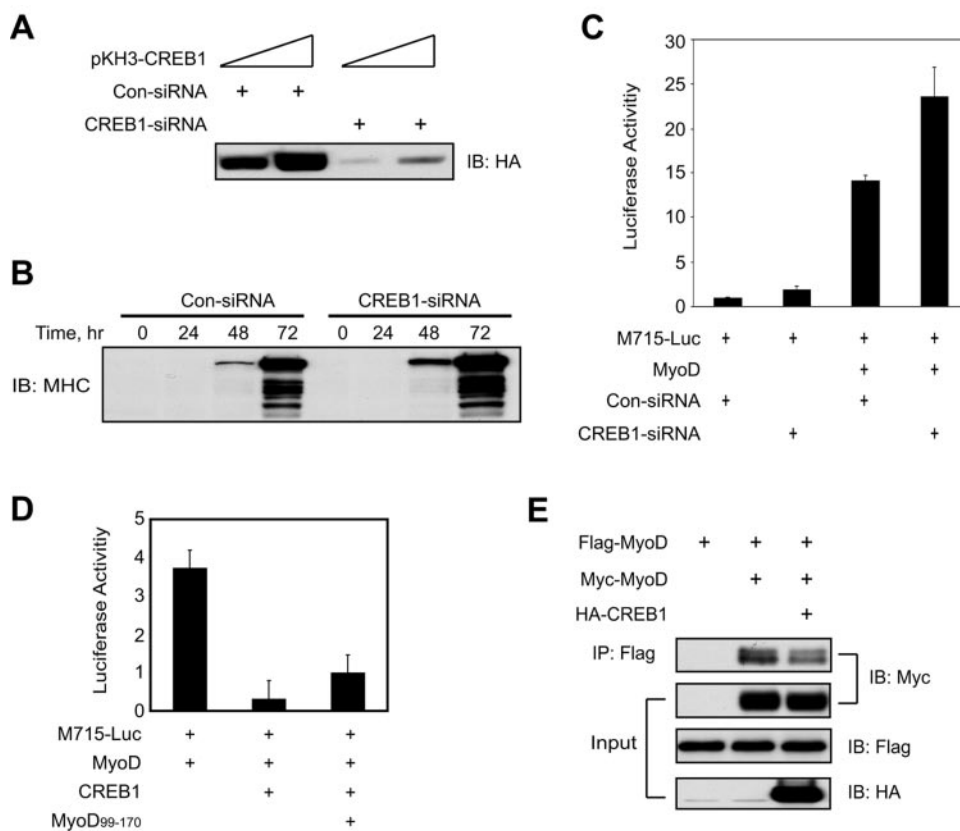 A
pKH3-CREB1
Con-siRNA + +
CREB1-siRNA + +
IB: HA
B
Con-siRNA CREB1-siRNA
Time, hr 0 24 48 72 0 24 48 72
IB: MHC
C
Luciferase Activitiy
30
25
20
15
10
5
0
M715-Luc + + + +
MyoD + +
Con-siRNA + +
CREB1-siRNA + +
D
Luciferase Activitiy
5
4
3
2
1
0
M715-Luc + + +
MyoD + + +
CREB1 + +
MyoD99-170 +
E
Flag-MyoD + + +
Myc-MyoD + +
HA-CREB1 +
IP: Flag
IB: Myc
Input
IB: Flag
IB: HA